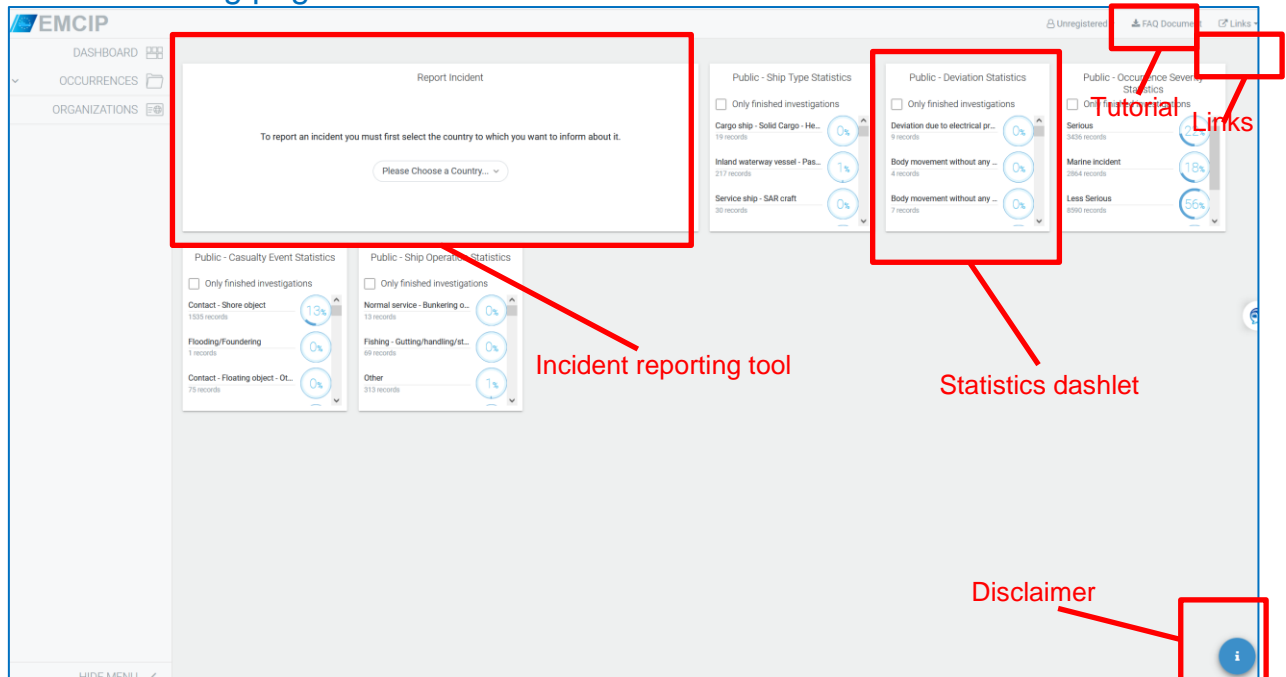 EMCIP
Unregistered
FAQ Document
Links
DASHBOARD
OCCURRENCES
ORGANIZATIONS
Report Incident
To report an incident you must first select the country to which you want to inform about it.
Please Choose a Country...
Public - Ship Type Statistics
Only finished investigations
Cargo ship - Solid Cargo - He...
19 records
0%
Inland waterway vessel - Pas...
217 records
1%
Service ship - SAR craft
30 records
0%
Public - Deviation Statistics
Only finished investigations
Deviation due to electrical pr...
9 records
0%
Body movement without any ...
4 records
0%
Body movement without any ...
7 records
0%
Public - Occurrence Severity
Statistics
Only finished investigations
Serious
3436 records
22%
Marine incident
2864 records
18%
Less Serious
8590 records
56%
Tutorial
Links
Public - Casualty Event Statistics
Only finished investigations
Contact - Shore object
1535 records
13%
Flooding/Foundering
1 records
0%
Contact - Floating object - Ot...
75 records
0%
Public - Ship Operation Statistics
Only finished investigations
Normal service - Bunkering o...
13 records
0%
Fishing - Gutting/handling/st...
69 records
0%
Other
313 records
1%
Incident reporting tool
Statistics dashlet
Disclaimer
i
HIDE MENU